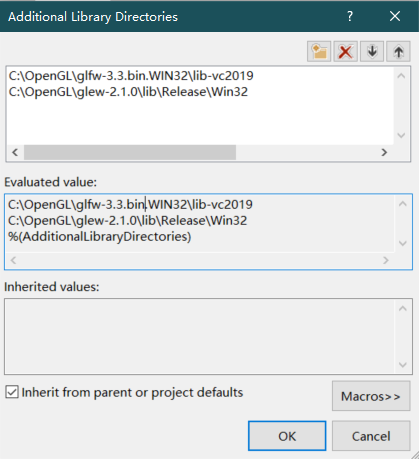 Additional Library Directories
C:\OpenGL\glfw-3.3.bin.WIN32\lib-vc2019
C:\OpenGL\glew-2.1.0\lib\Release\Win32
Evaluated value:
C:\OpenGL\glfw-3.3.bin.WIN32\lib-vc2019
C:\OpenGL\glew-2.1.0\lib\Release\Win32
%(AdditionalLibraryDirectories)
Inherited values:
Inherit from parent or project defaults
Macros>>
OK Cancel